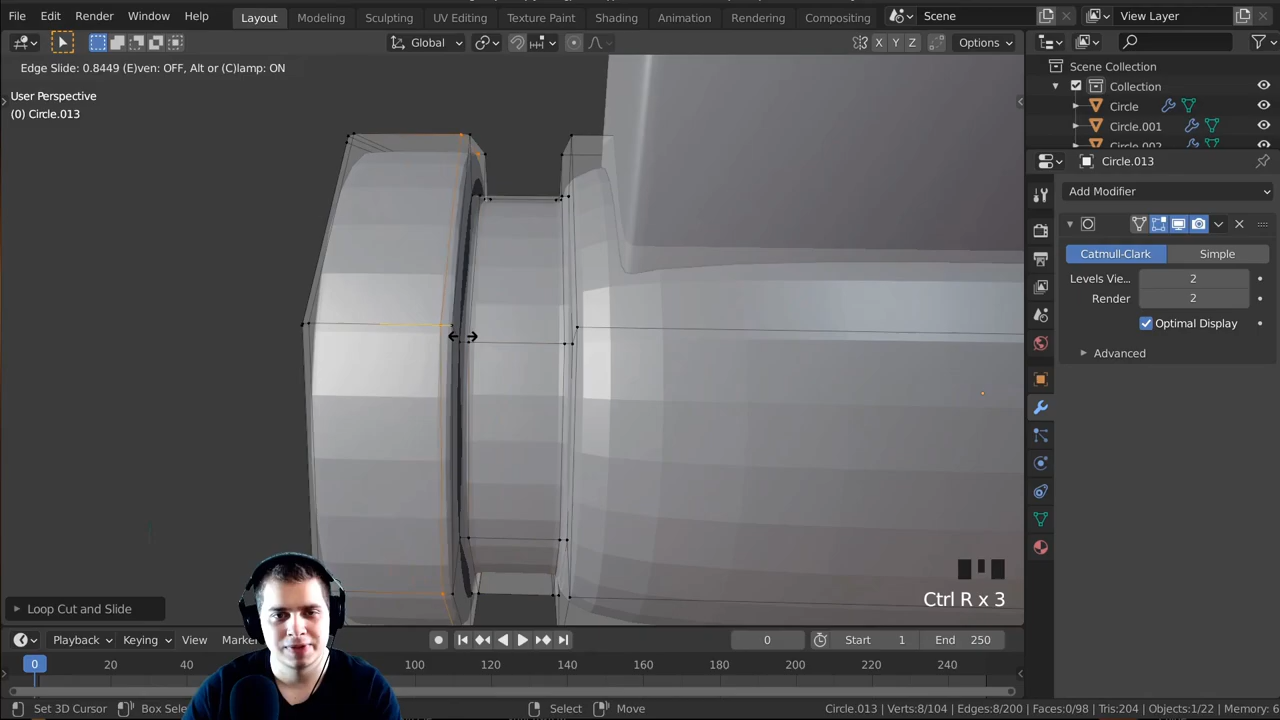 File Edit Render Window Help Layout Modeling Sculpting UV Editing Texture Paint Shading Animation Rendering Compositing Scene View Layer
Global X Y Z Options
Edge Slide: 0.8449 (E)ven: OFF, Alt or (C)lamp: ON
User Perspective
(0) Circle.013
Scene Collection
Collection
Circle
Circle.001
Circle.013
Add Modifier
Catmull-Clark Simple
Levels Vie... 2
Render 2
Optimal Display
Advanced
Ctrl R x 3
Loop Cut and Slide
Playback Keying View Marker 0 Start 1 End 250
0 20 40 100 120 140 160 180 200 220 240
Set 3D Cursor Box Selec Select Move Circle.013 | Verts:8/104 | Edges:8/200 | Faces:0/98 | Tris:204 | Objects:1/22 | Memory: 6